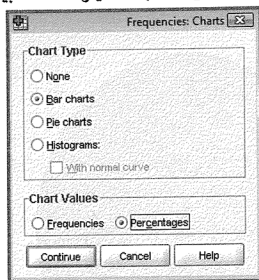 Frequencies: Charts
Chart Type
None
Bar charts
Pie charts
Histograms:
With normal curve
Chart Values
Frequencies Percentages
Continue Cancel Help